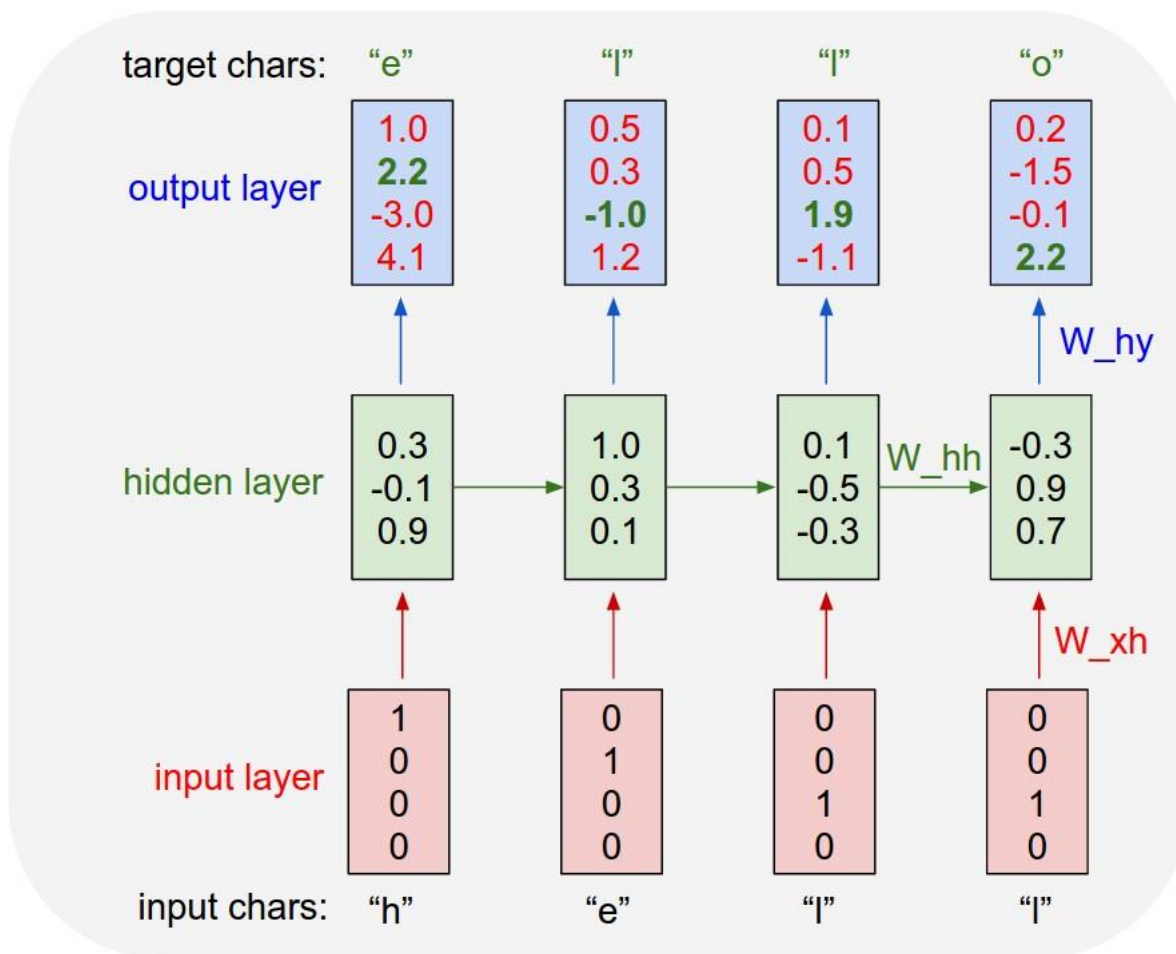 target chars: “e” “l” “l” “o”
output layer
1.0 0.5 0.1 0.2
2.2 0.3 0.5 -1.5
-3.0 -1.0 1.9 -0.1
4.1 1.2 -1.1 2.2
W_hy
hidden layer
0.3 1.0 0.1 -0.3
-0.1 0.3 -0.5 0.9
0.9 0.1 -0.3 0.7
W_hh
W_xh
input layer
1 0 0 0
0 1 0 0
0 0 1 1
0 0 0 0
input chars: “h” “e” “l” “l”